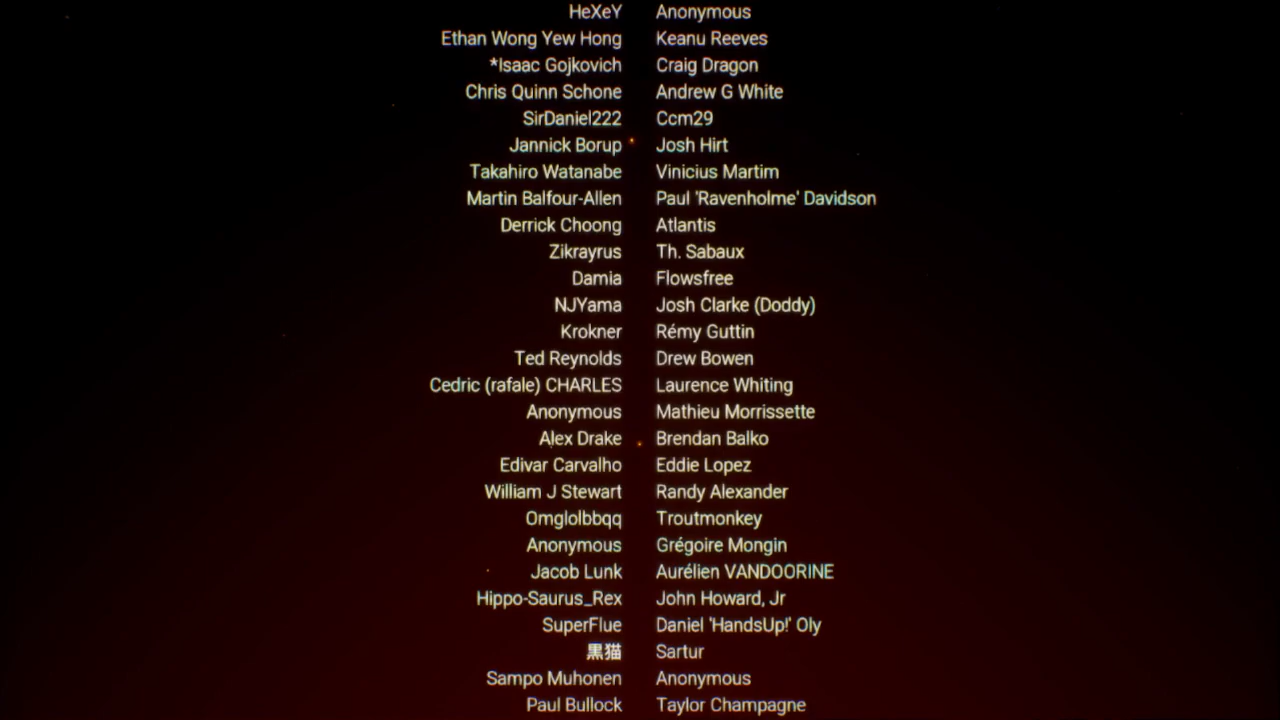 HeXeY Anonymous
Ethan Wong Yew Hong Keanu Reeves
*Isaac Gojkovich Craig Dragon
Chris Quinn Schone Andrew G White
SirDaniel222 Ccm29
Jannick Borup Josh Hirt
Takahiro Watanabe Vinicius Martim
Martin Balfour-Allen Paul 'Ravenholme' Davidson
Derrick Choong Atlantis
Zikrayrus Th. Sabaux
Damia Flowsfree
NJYama Josh Clarke (Doddy)
Krokner Rémy Guttin
Ted Reynolds Drew Bowen
Cedric (rafale) CHARLES Laurence Whiting
Anonymous Mathieu Morrissette
Alex Drake Brendan Balko
Edivar Carvalho Eddie Lopez
William J Stewart Randy Alexander
Omglolbbqq Troutmonkey
Anonymous Grégoire Mongin
Jacob Lunk Aurélien VANDOORINE
Hippo-Saurus_Rex John Howard, Jr
SuperFlue Daniel 'HandsUp!' Oly
黒猫 Sartur
Sampo Muhonen Anonymous
Paul Bullock Taylor Champagne